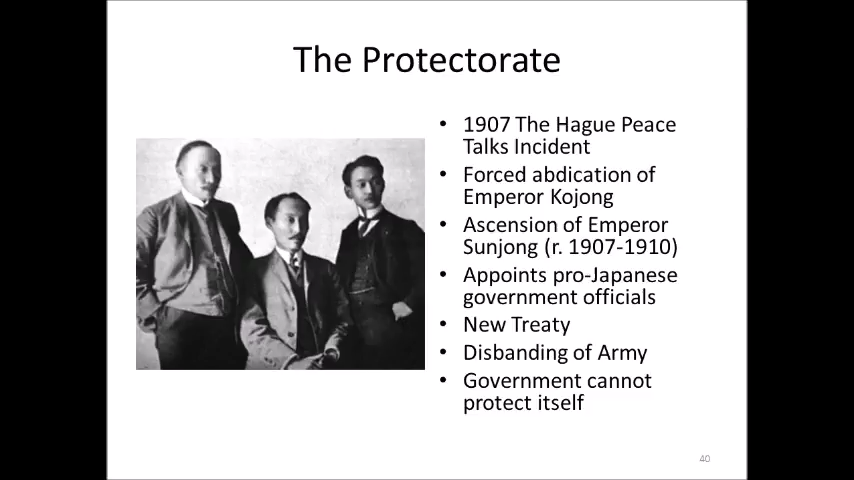 The Protectorate
• 1907 The Hague Peace
Talks Incident
• Forced abdication of
Emperor Kojong
• Ascension of Emperor
Sunjong (r. 1907-1910)
• Appoints pro-Japanese
government officials
• New Treaty
• Disbanding of Army
• Government cannot
protect itself
40